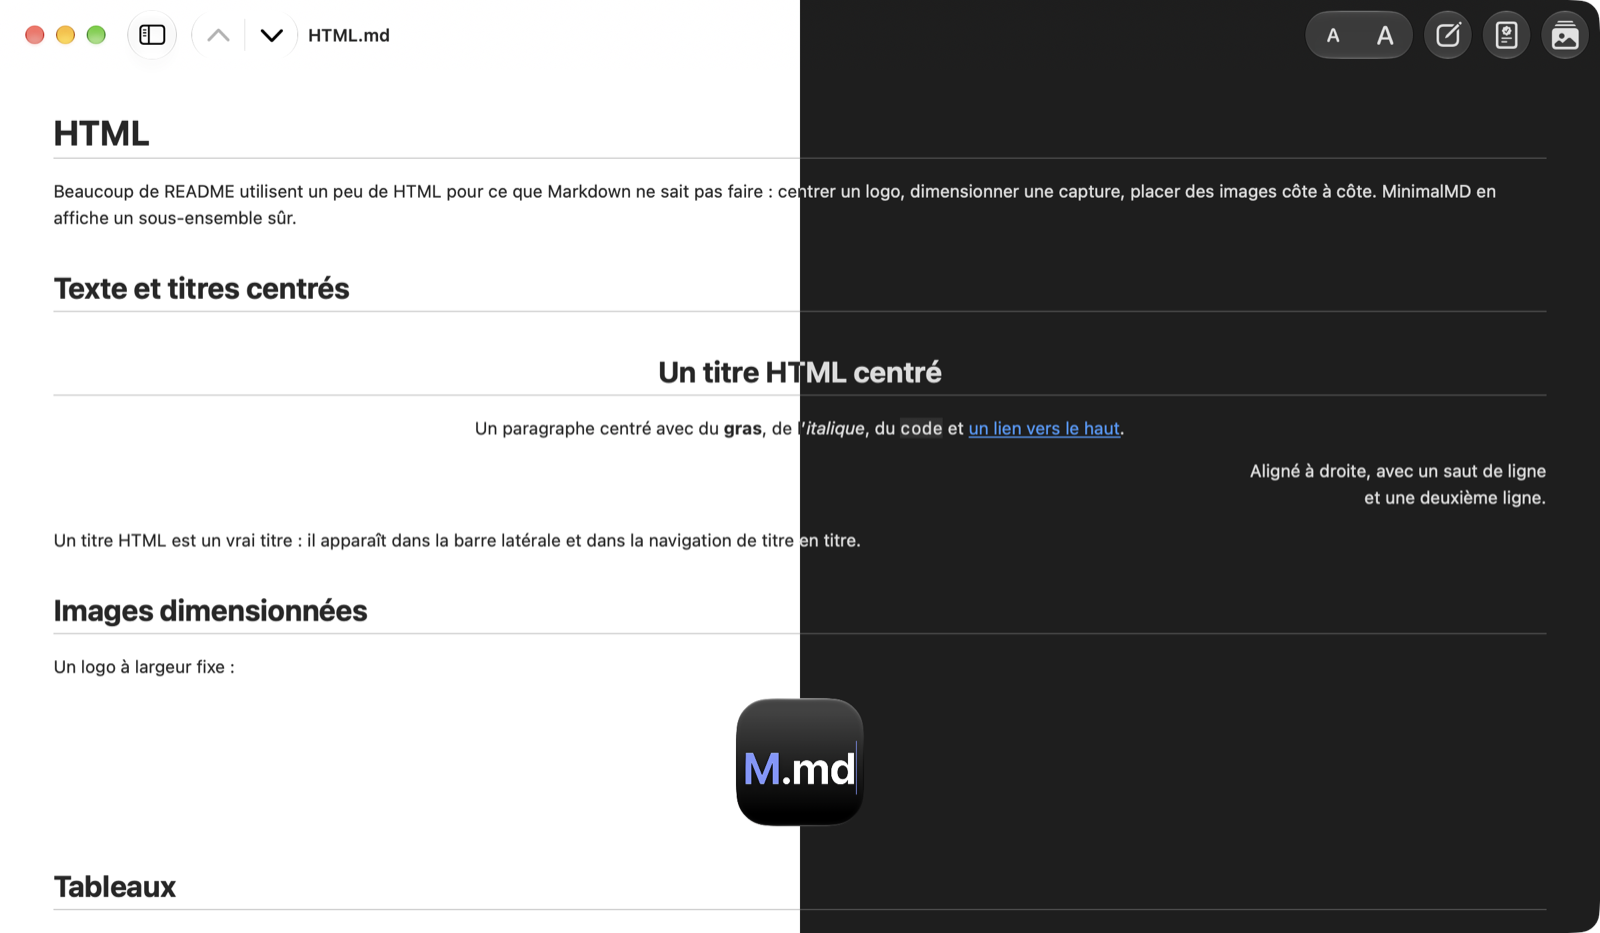 HTML.md
A A
HTML
Beaucoup de README utilisent un peu de HTML pour ce que Markdown ne sait pas faire : centrer un logo, dimensionner une capture, placer des images côte à côte. MinimalMD en
affiche un sous-ensemble sûr.
Texte et titres centrés
Un titre HTML centré
Un paragraphe centré avec du gras, de l'italique, du code et un lien vers le haut.
Aligné à droite, avec un saut de ligne
et une deuxième ligne.
Un titre HTML est un vrai titre : il apparaît dans la barre latérale et dans la navigation de titre en titre.
Images dimensionnées
Un logo à largeur fixe :
M.md
Tableaux